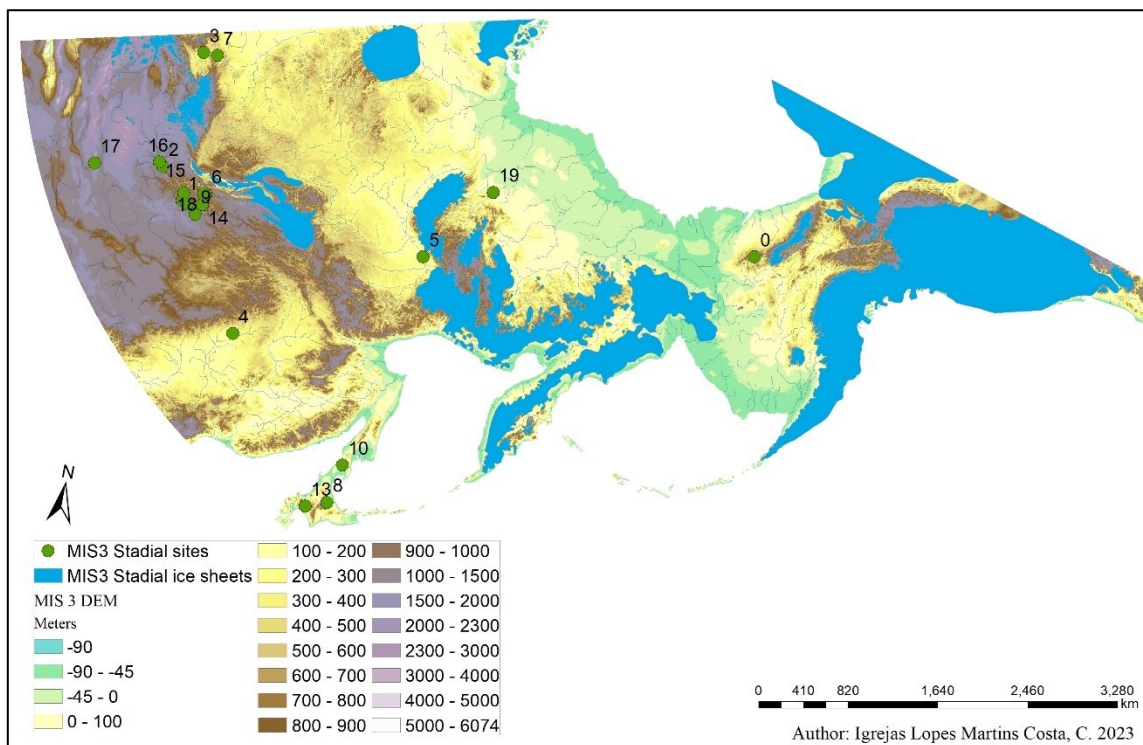 3 7
17
16 2
15
1 6
18 9
14
19
5
0
4
10
13 8
N
MIS3 Stadial sites
MIS3 Stadial ice sheets
MIS 3 DEM
Meters
-90
-90 - -45
-45 - 0
0 - 100
100 - 200
200 - 300
300 - 400
400 - 500
500 - 600
600 - 700
700 - 800
800 - 900
900 - 1000
1000 - 1500
1500 - 2000
2000 - 2300
2300 - 3000
3000 - 4000
4000 - 5000
5000 - 6074
0 410 820 1,640 2,460 3,280
km
Author: Igrejas Lopes Martins Costa, C. 2023